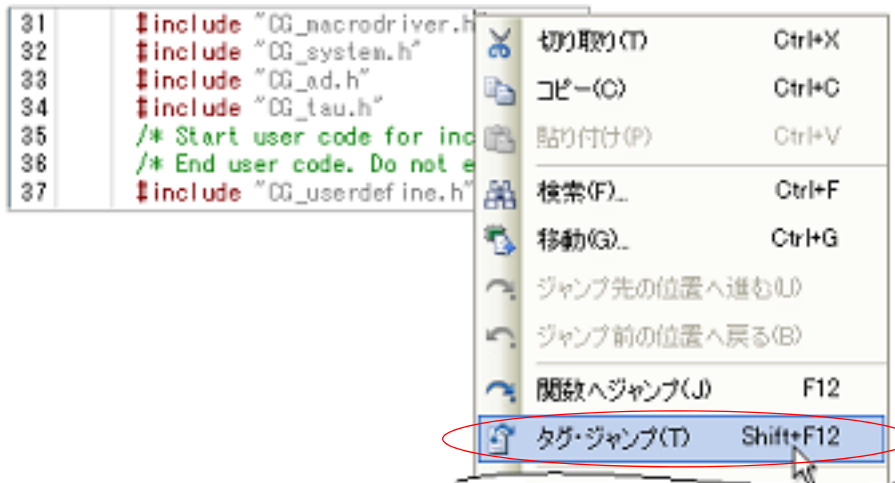 31 #include "CG_macrodriver.h
32 #include "CG_system.h"
33 #include "CG_ad.h"
34 #include "CG_tau.h"
35 /* Start user code for inc
36 /* End user code. Do not e
37 #include "CG_userdefine.h"
切り取り(T) Ctrl+X
コピー(C) Ctrl+C
貼り付け(P) Ctrl+V
検索(F)... Ctrl+F
移動(G)... Ctrl+G
ジャンプ先の位置へ進む(U)
ジャンプ前の位置へ戻る(B)
関数へジャンプ(J) F12
タグ・ジャンプ(T) Shift+F12